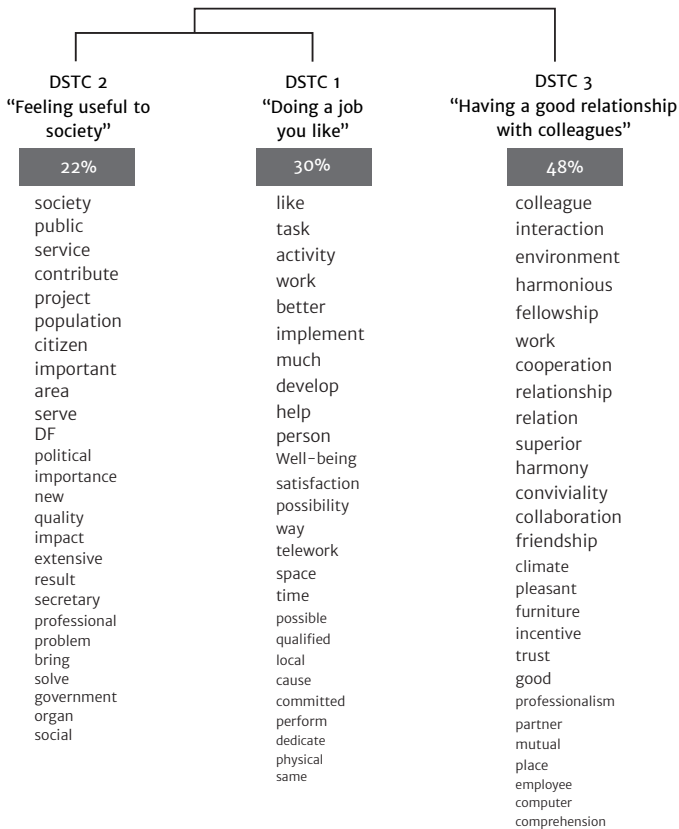 DSTC 2
“Feeling useful to
society”
22%
society
public
service
contribute
project
population
citizen
important
area
serve
DF
political
importance
new
quality
impact
extensive
result
secretary
professional
problem
bring
solve
government
organ
social
DSTC 1
“Doing a job
you like”
30%
like
task
activity
work
better
implement
much
develop
help
person
Well-being
satisfaction
possibility
way
telework
space
time
possible
qualified
local
cause
committed
perform
dedicate
physical
same
DSTC 3
“Having a good relationship
with colleagues”
48%
colleague
interaction
environment
harmonious
fellowship
work
cooperation
relationship
relation
superior
harmony
conviviality
collaboration
friendship
climate
pleasant
furniture
incentive
trust
good
professionalism
partner
mutual
place
employee
computer
comprehension